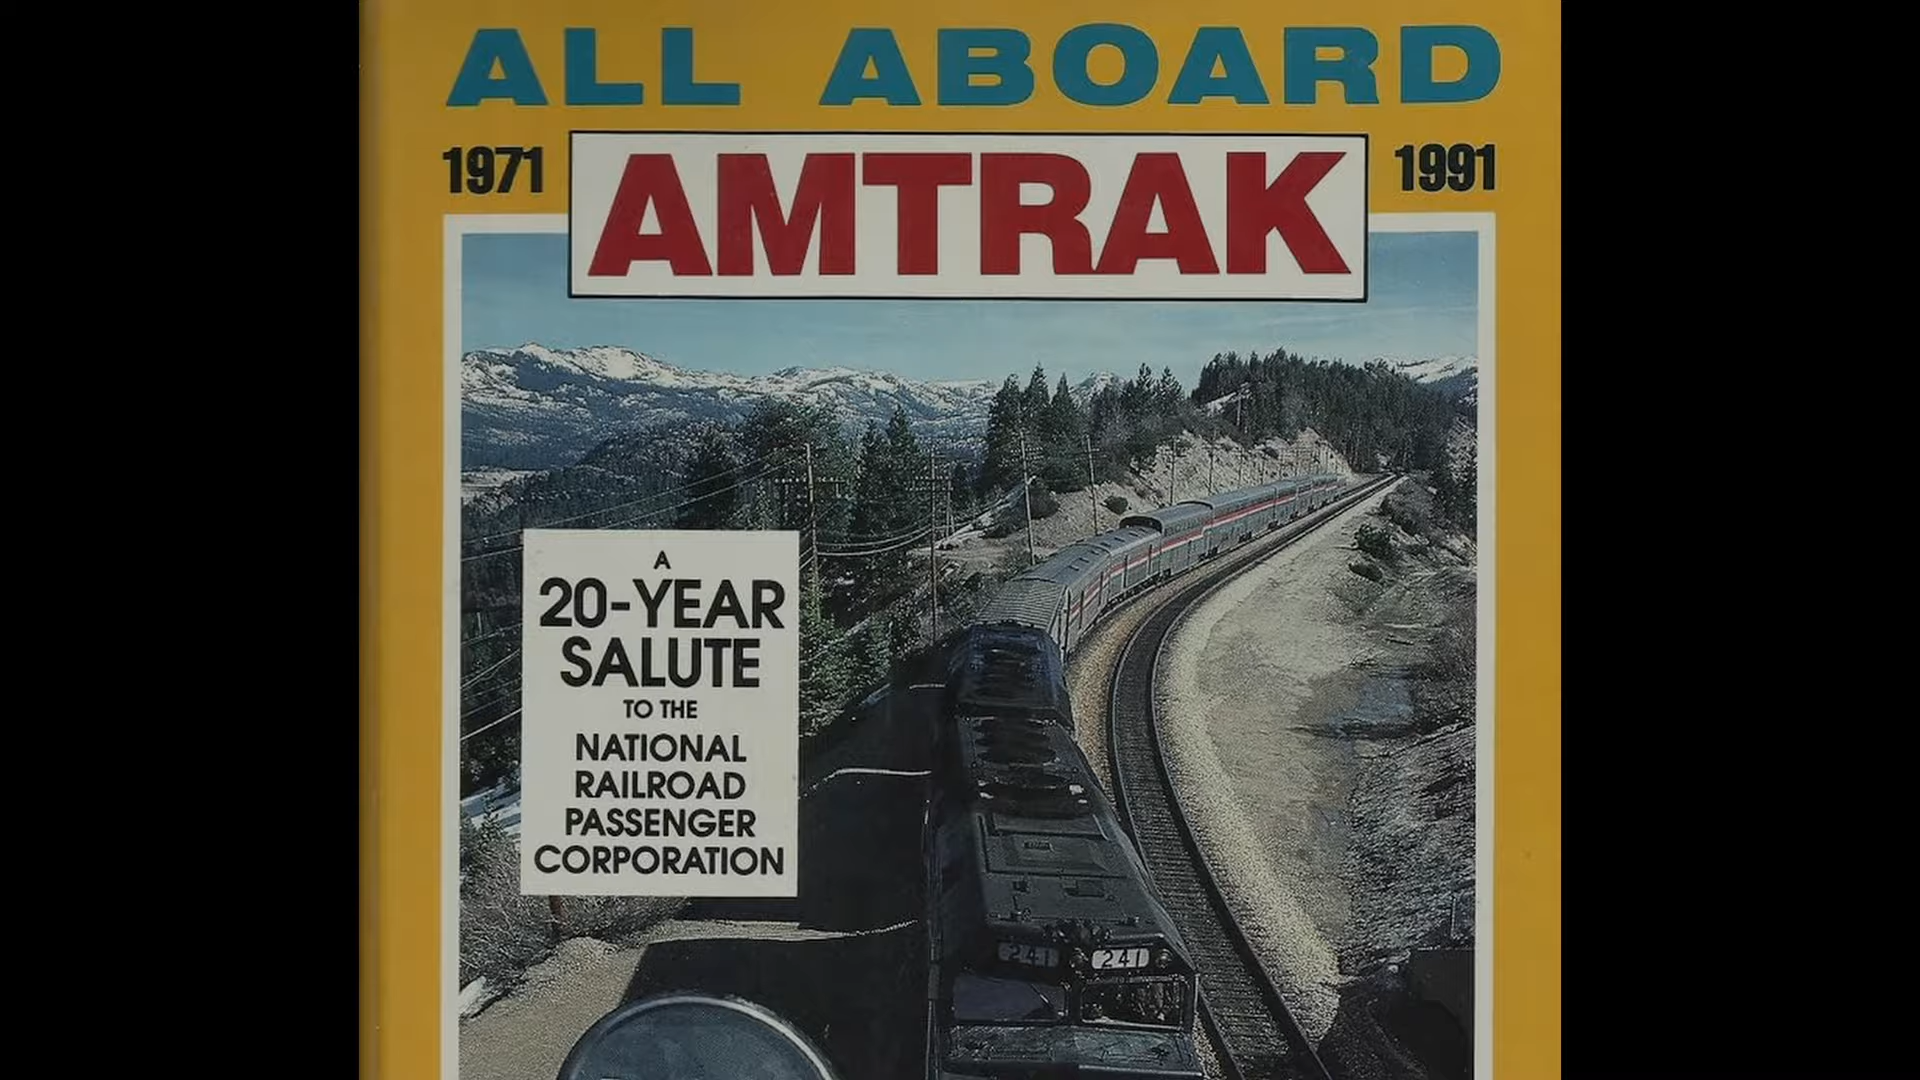 ALL ABOARD
1971 AMTRAK 1991
A
20-YEAR
SALUTE
TO THE
NATIONAL
RAILROAD
PASSENGER
CORPORATION
241 241